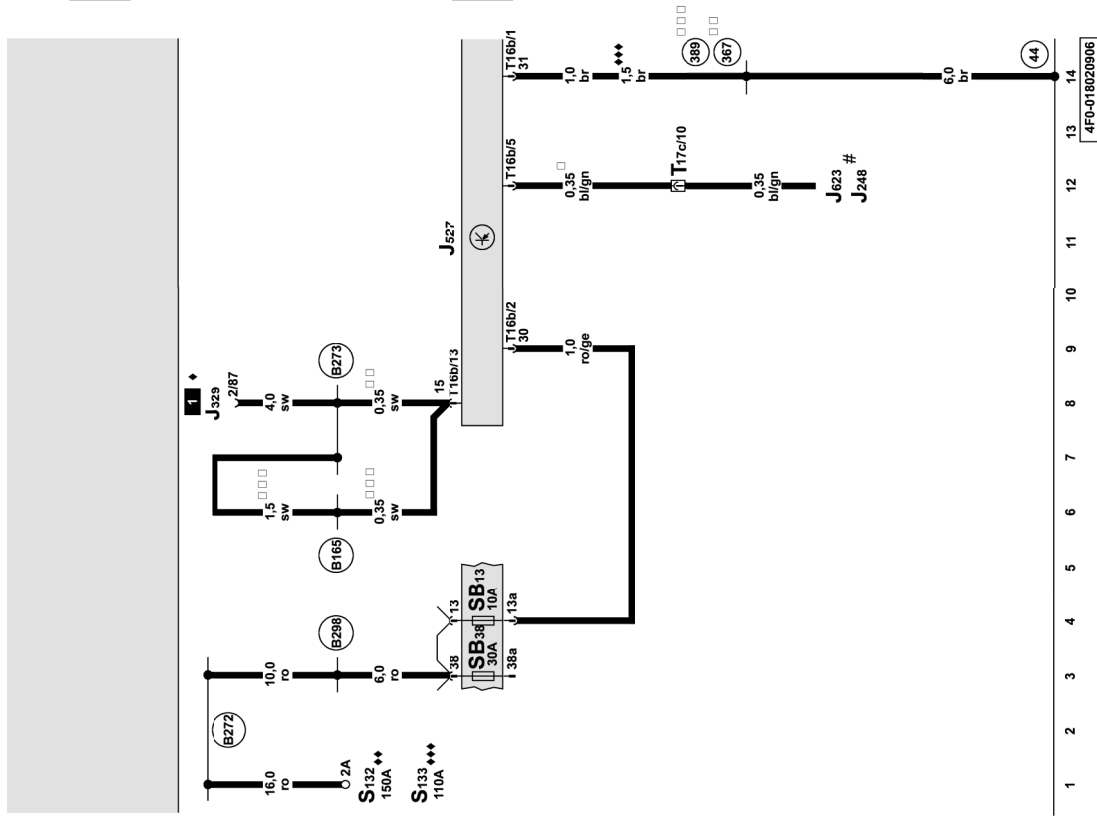 1 ♦
J329
2/87
B272
16,0
ro
10,0
ro
1,5
sw
4,0
sw
B298
B165
B273
2A
S132 ♦♦
150A
S133 ♦♦♦
110A
6,0
ro
0,35
sw
0,35
sw
38
13
15
T16b/13
SB38
30A
SB13
10A
J527
38a
13a
T16b/2
30
T16b/5
T16b/1
31
1,0
ro/ge
0,35
bl/gn
1,0
br
1,5
br
♦♦♦
T17c/10
389
367
0,35
bl/gn
J623
J248 #
6,0
br
44
1 2 3 4 5 6 7 8 9 10 11 12 13 14
4F0-018020906